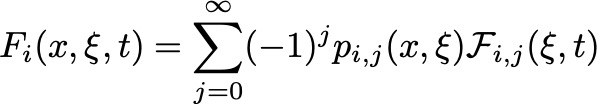 $F_i(x, \xi, t) = \sum_{j=0}^{\infty} (-1)^j p_{i,j}(x, \xi) \mathcal{F}_{i,j}(\xi, t)$